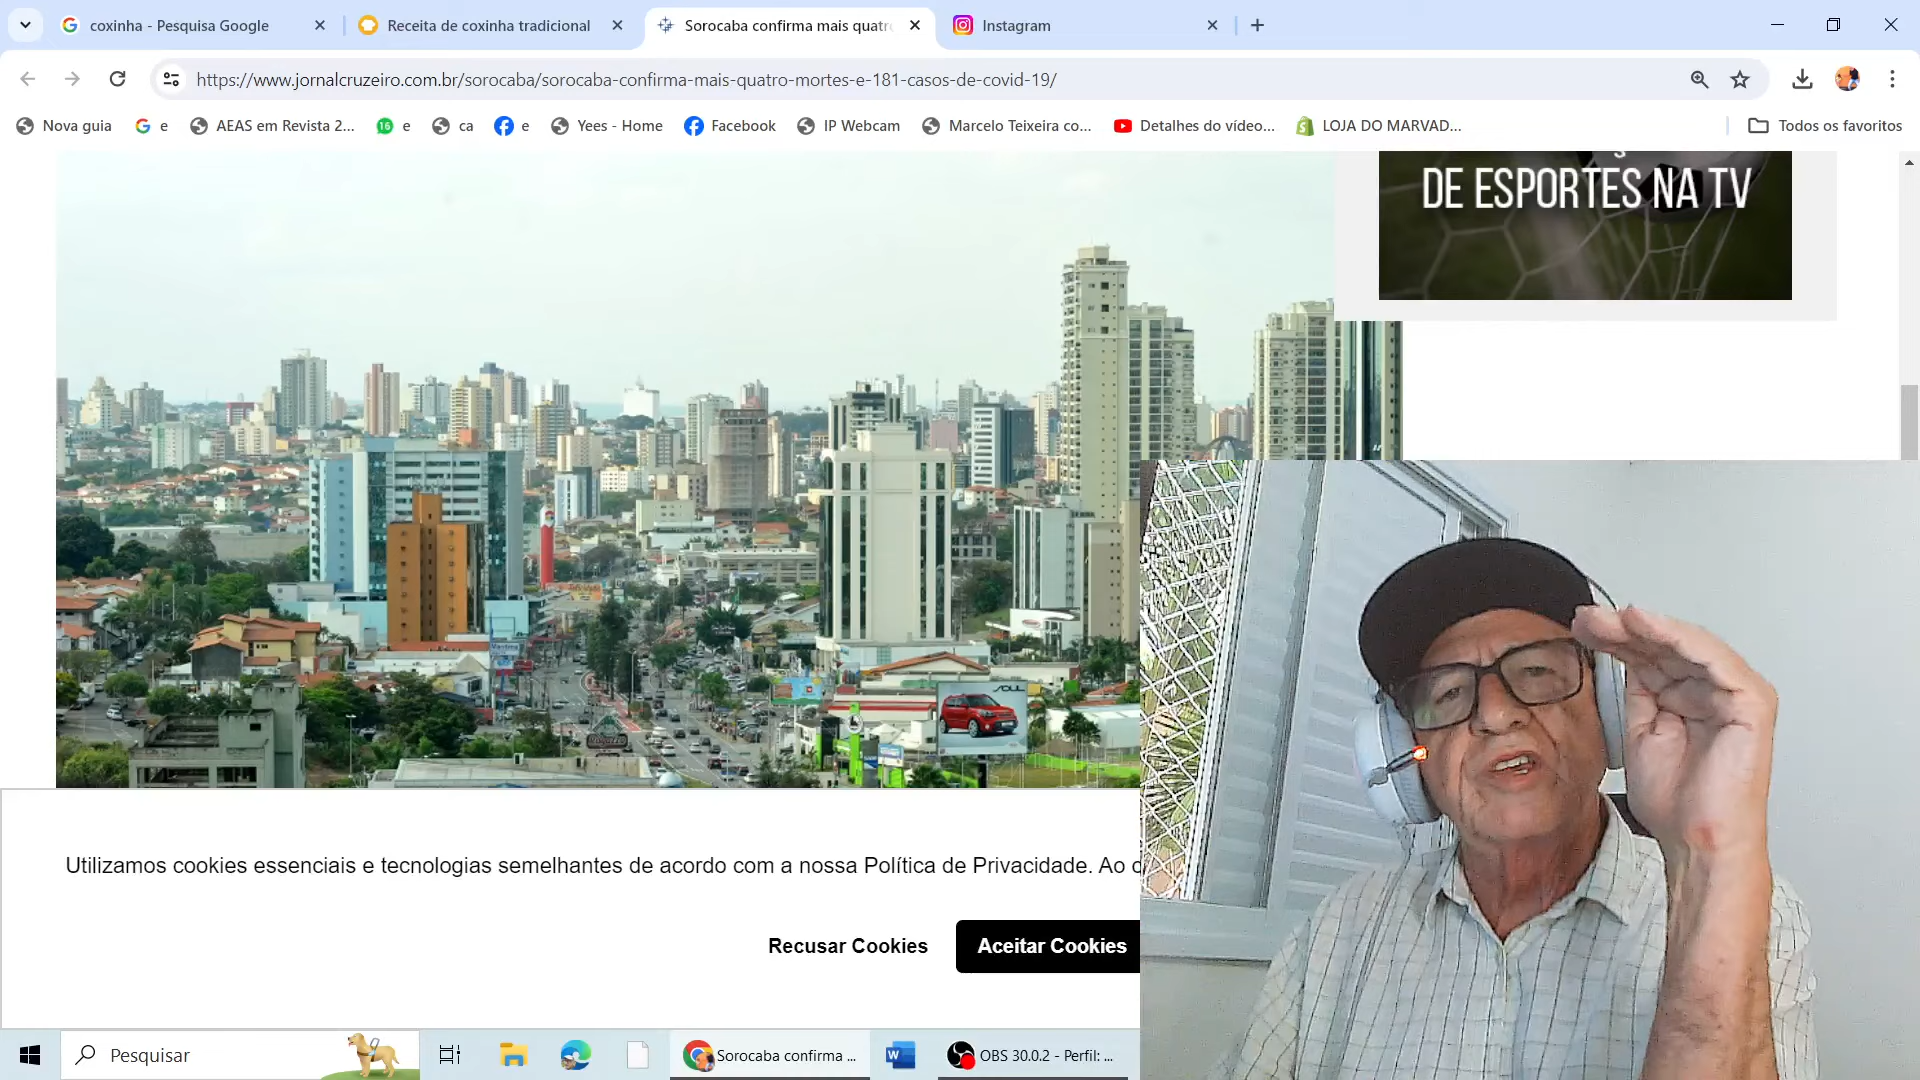 coxinha - Pesquisa Google
Receita de coxinha tradicional
Sorocaba confirma mais quatro
Instagram
https://www.jornalcruzeiro.com.br/sorocaba/sorocaba-confirma-mais-quatro-mortes-e-181-casos-de-covid-19/
Nova guia
e
AEAS em Revista 2...
16
e
ca
e
Yees - Home
Facebook
IP Webcam
Marcelo Teixeira co...
Detalhes do vídeo...
LOJA DO MARVAD...
Todos os favoritos
DE ESPORTES NA TV
SOUL
Utilizamos cookies essenciais e tecnologias semelhantes de acordo com a nossa Política de Privacidade. Ao
Recusar Cookies
Aceitar Cookies
Pesquisar
Sorocaba confirma ...
OBS 30.0.2 - Perfil: ...